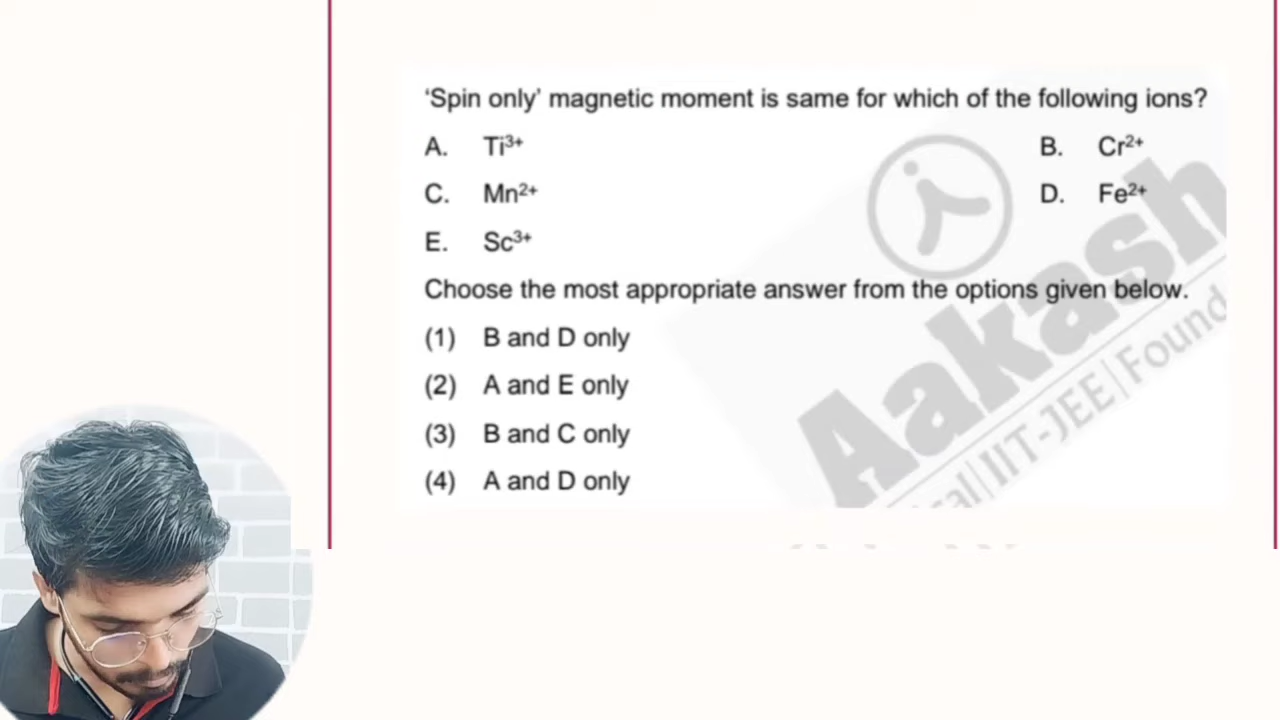 ‘Spin only’ magnetic moment is same for which of the following ions?
A. Ti³⁺ B. Cr²⁺
C. Mn²⁺ D. Fe²⁺
E. Sc³⁺
Choose the most appropriate answer from the options given below.
(1) B and D only
(2) A and E only
(3) B and C only
(4) A and D only
Aakash
IIT-JEE|Found